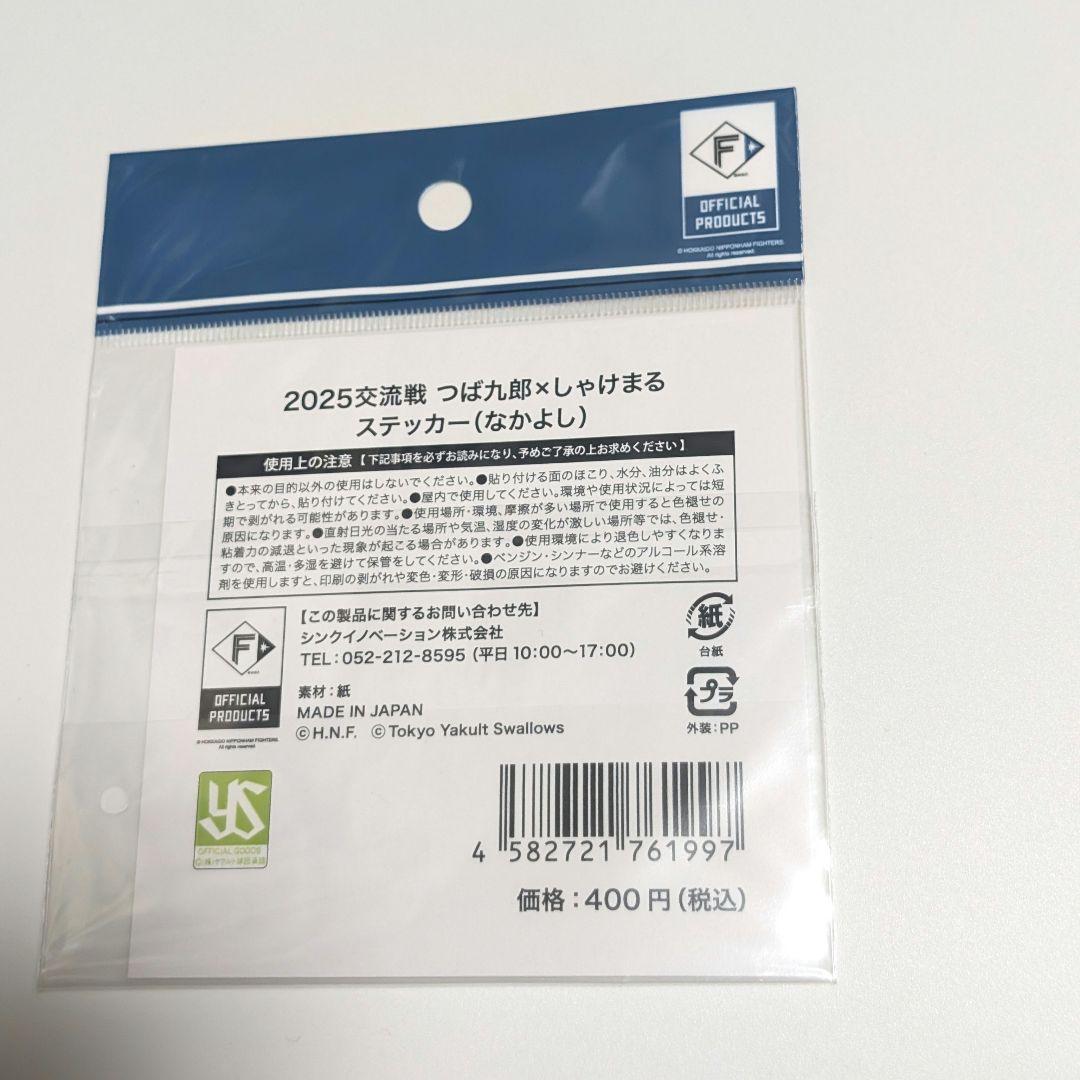 F
OFFICIAL
PRODUCTS
© HOKKAIDO NIPPONHAM FIGHTERS.
All rights reserved.
2025交流戦 つば九郎×しゃけまる
ステッカー(なかよし)
使用上の注意【下記事項を必ずお読みになり、予めご了承の上お求めください】
●本来の目的以外の使用はしないでください。●貼り付ける面のほこり、水分、油分はよくふ
きとってから、貼り付けてください。●屋内で使用してください。環境や使用状況によっては短
期で剥がれる可能性があります。●使用場所・環境、摩擦が多い場所で使用すると色褪せの
原因になります。●直射日光の当たる場所や気温、湿度の変化が激しい場所等では、色褪せ・
粘着力の減退といった現象が起こる場合があります。●使用環境により退色しやすくなりま
すので、高温・多湿を避けて保管をしてください。●ベンジン・シンナーなどのアルコール系溶
剤を使用しますと、印刷の剥がれや変色・変形・破損の原因になりますのでお避けください。
F
OFFICIAL
PRODUCTS
© HOKKAIDO NIPPONHAM FIGHTERS.
All rights reserved.
【この製品に関するお問い合わせ先】
シンクイノベーション株式会社
TEL:052-212-8595(平日10:00～17:00)
素材:紙
MADE IN JAPAN
©H.N.F. ©Tokyo Yakult Swallows
紙
台紙
プラ
外装:PP
YS
OFFICIAL GOODS
(株)ヤクルト球団承認
4 582721 761997
価格:400円(税込)